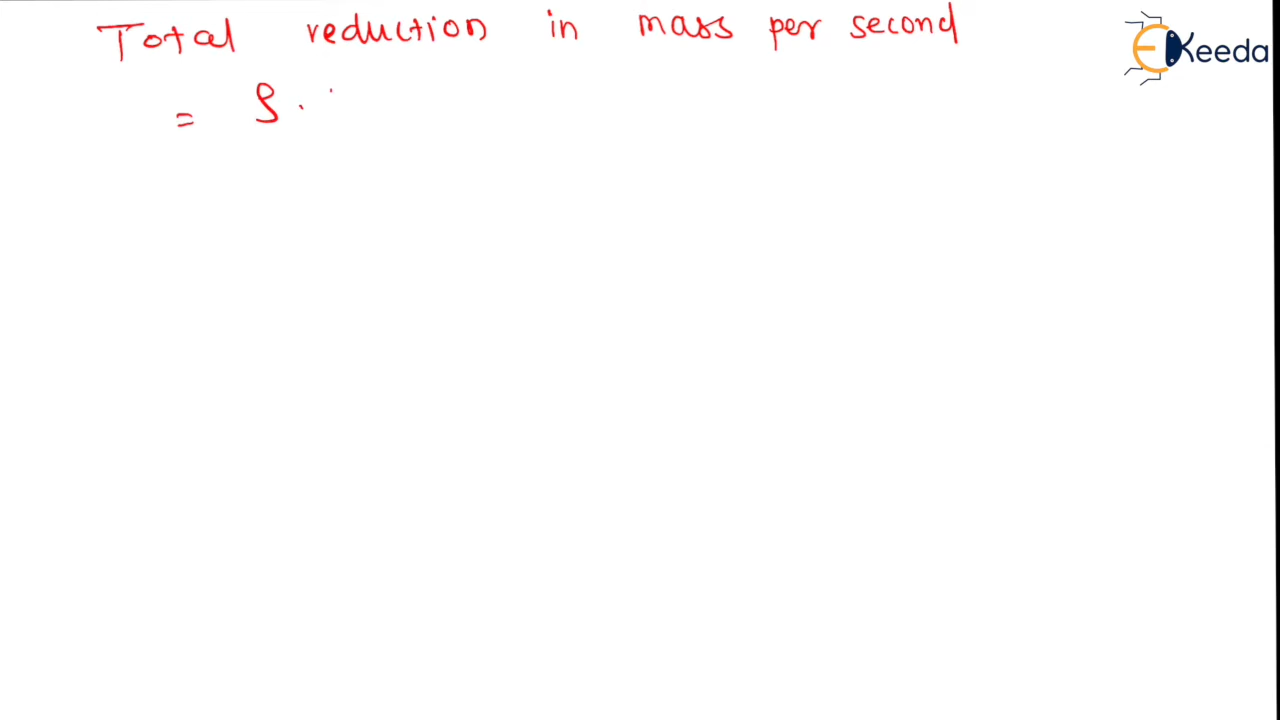 Total reduction in mass per second
EKeeda
= ρ .